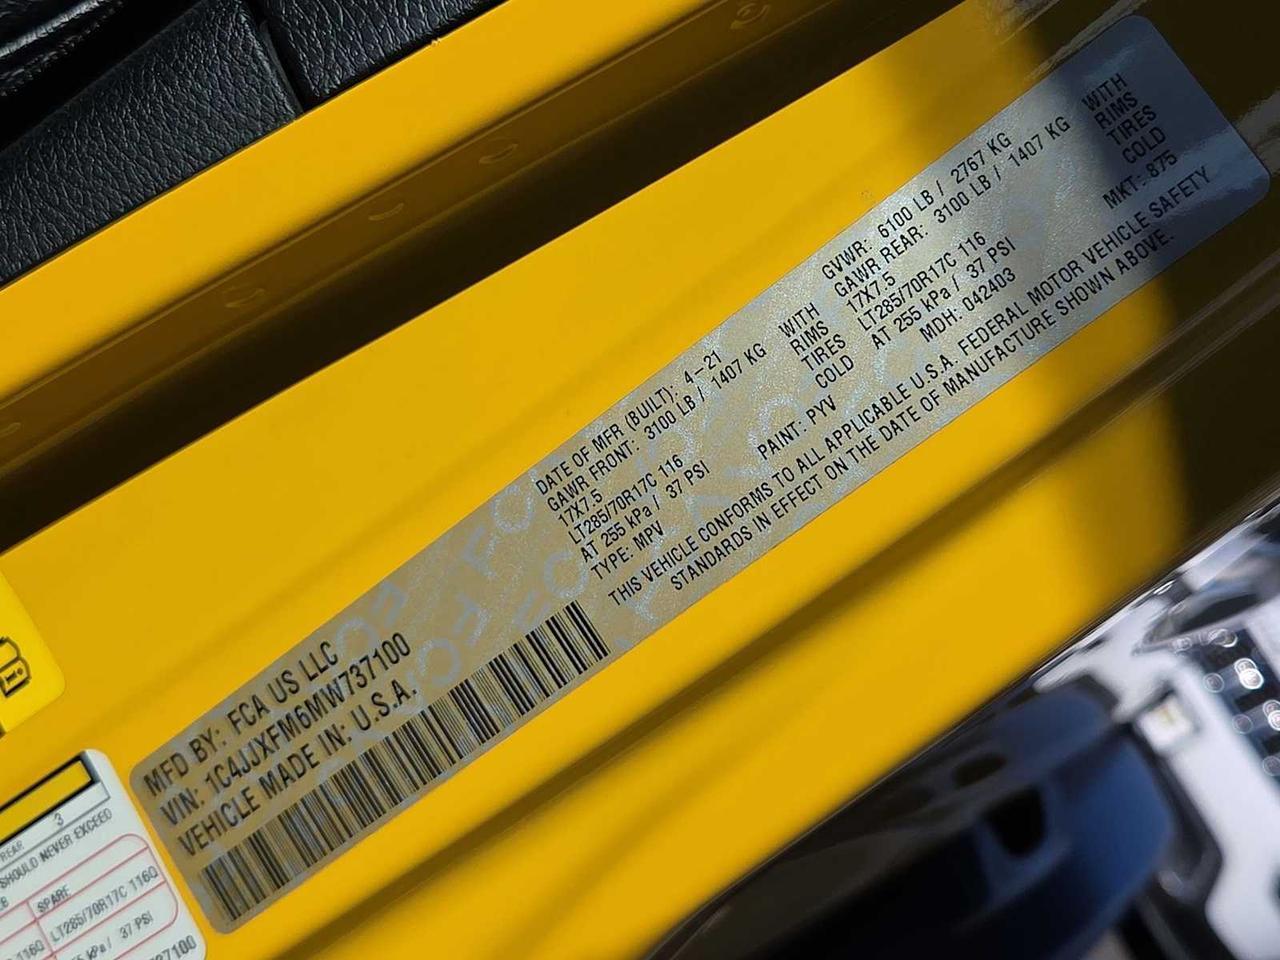 MFD BY: FCA US LLC
VIN: 1C4JJXFM6MW737100
VEHICLE MADE IN: U.S.A.
DATE OF MFR (BUILT): 4-21
GAWR FRONT: 3100 LB / 1407 KG WITH
17X7.5 RIMS
LT285/70R17C 116 TIRES
AT 255 kPa / 37 PSI COLD
TYPE: MPV PAINT: PYV
GVWR: 6100 LB / 2767 KG
GAWR REAR: 3100 LB / 1407 KG WITH
17X7.5 RIMS
LT285/70R17C 116 TIRES
AT 255 kPa / 37 PSI COLD
MDH: 042403 MKT: 875
THIS VEHICLE CONFORMS TO ALL APPLICABLE U.S.A. FEDERAL MOTOR VEHICLE SAFETY
STANDARDS IN EFFECT ON THE DATE OF MANUFACTURE SHOWN ABOVE.
REAR 3
SHOULD NEVER EXCEED
SPARE
116Q LT285/70R17C 116Q
kPa / 37 PSI
37100